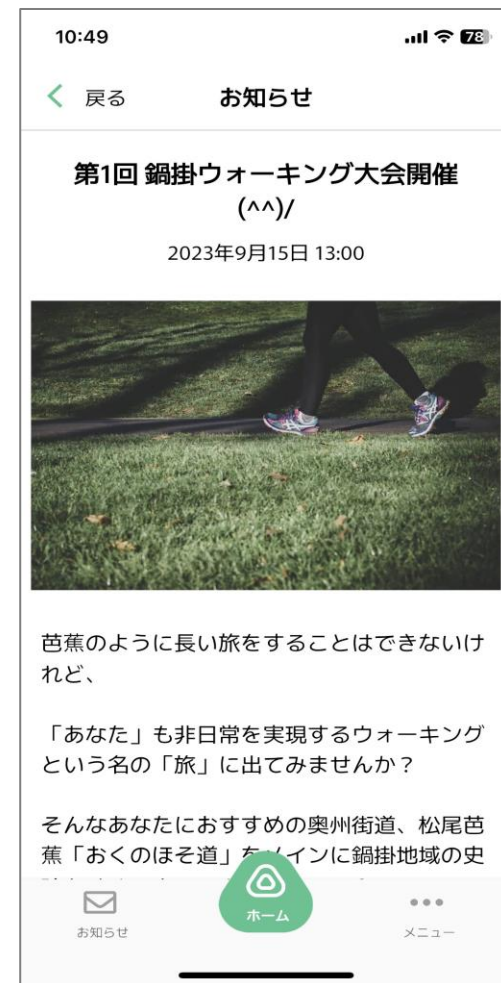 10:49
78
戻る
お知らせ
第1回 鍋掛ウォーキング大会開催
(^^)/
2023年9月15日 13:00
芭蕉のように長い旅をすることはできないけ
れど、
「あなた」も非日常を実現するウォーキング
という名の「旅」に出てみませんか？
そんなあなたにおすすめの奥州街道、松尾芭
蕉「おくのほそ道」をメインに鍋掛地域の史
お知らせ
ホーム
メニュー